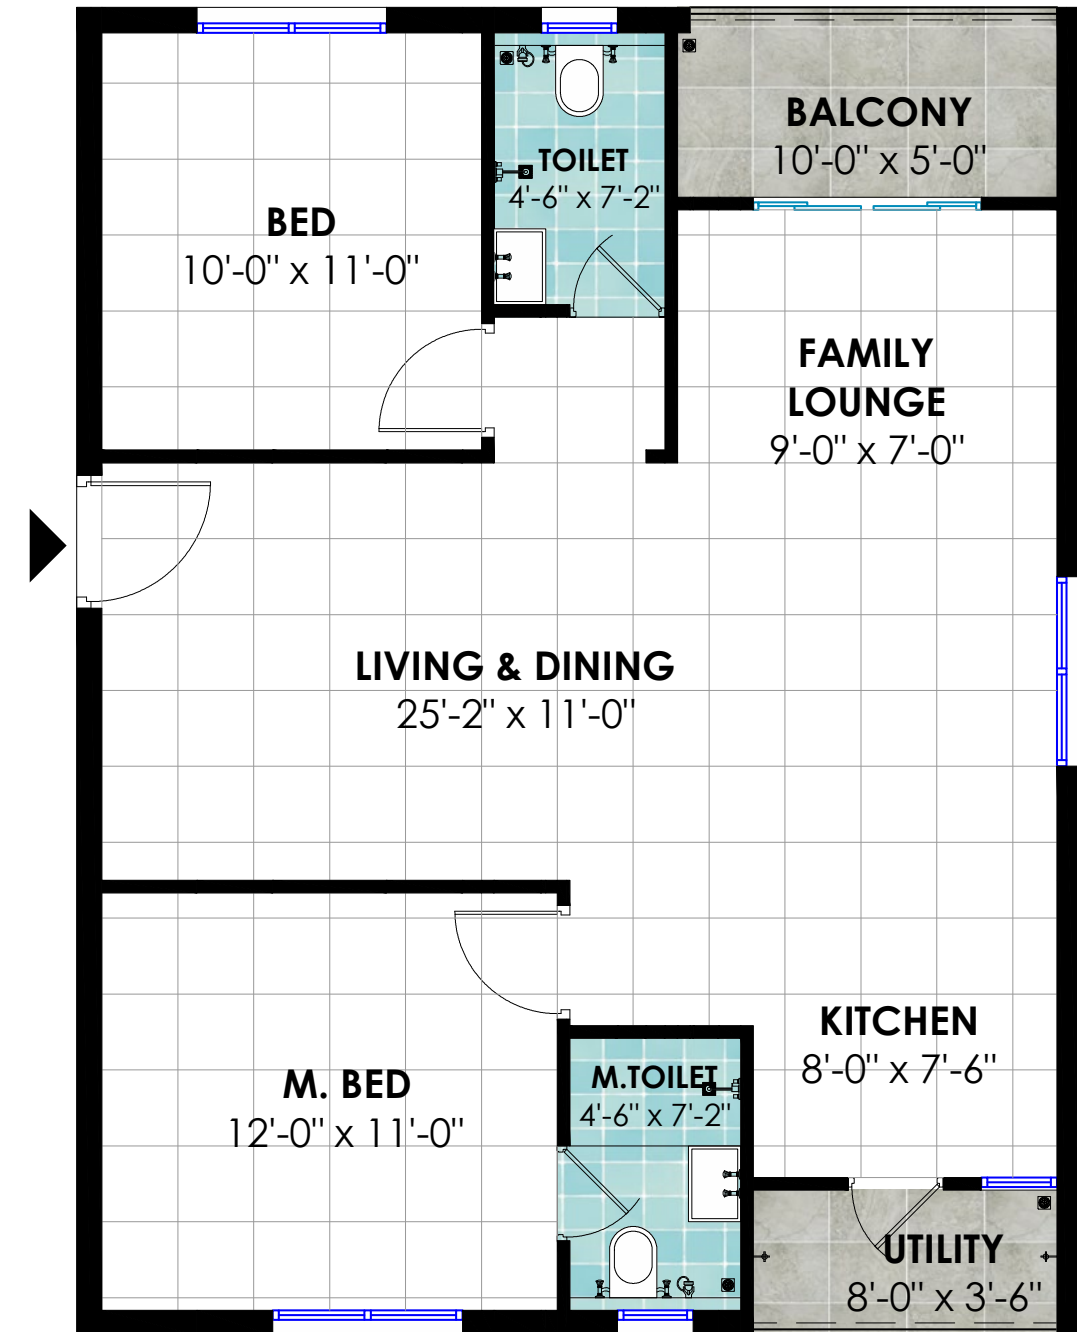 BALCONY
10'-0" x 5'-0"
TOILET
4'-6" x 7'-2"
BED
10'-0" x 11'-0"
FAMILY
LOUNGE
9'-0" x 7'-0"
LIVING & DINING
25'-2" x 11'-0"
KITCHEN
8'-0" x 7'-6"
M. BED
12'-0" x 11'-0"
M.TOILET
4'-6" x 7'-2"
UTILITY
8'-0" x 3'-6"